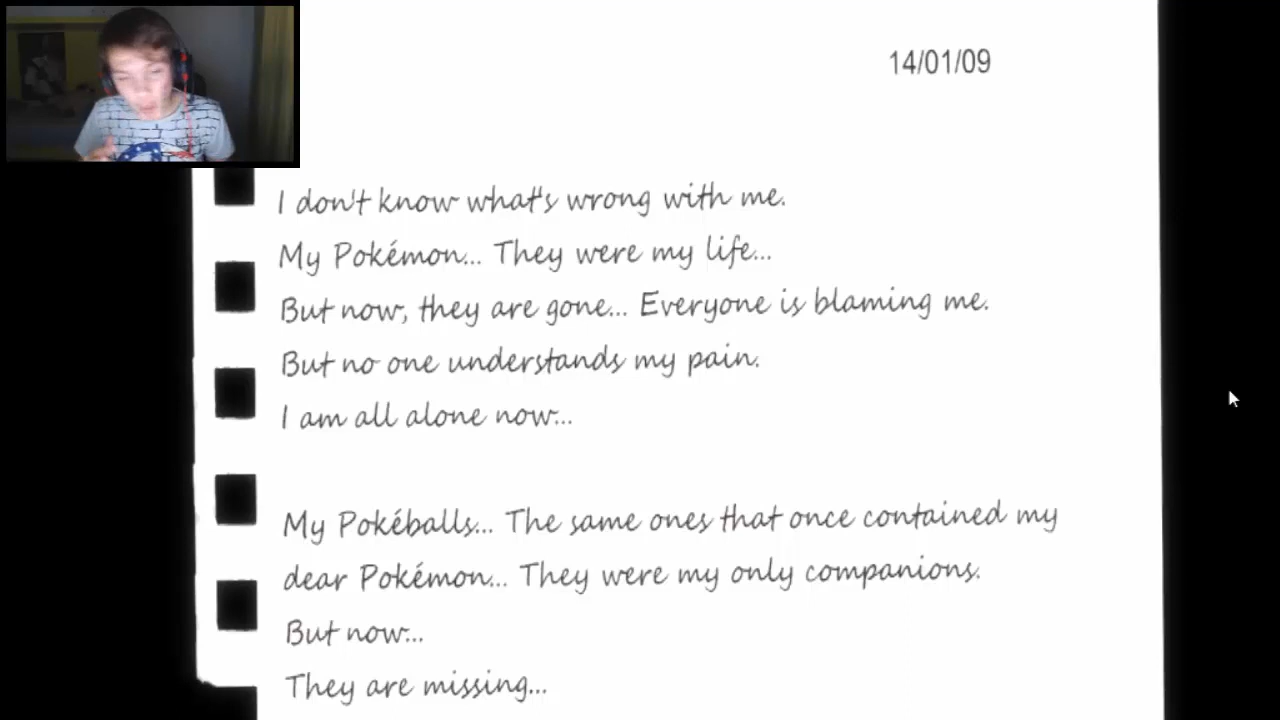 14/01/09
I don't know what's wrong with me.
My Pokémon... They were my life...
But now, they are gone... Everyone is blaming me.
But no one understands my pain.
I am all alone now...
My Pokéballs... The same ones that once contained my
dear Pokémon... They were my only companions.
But now...
They are missing...